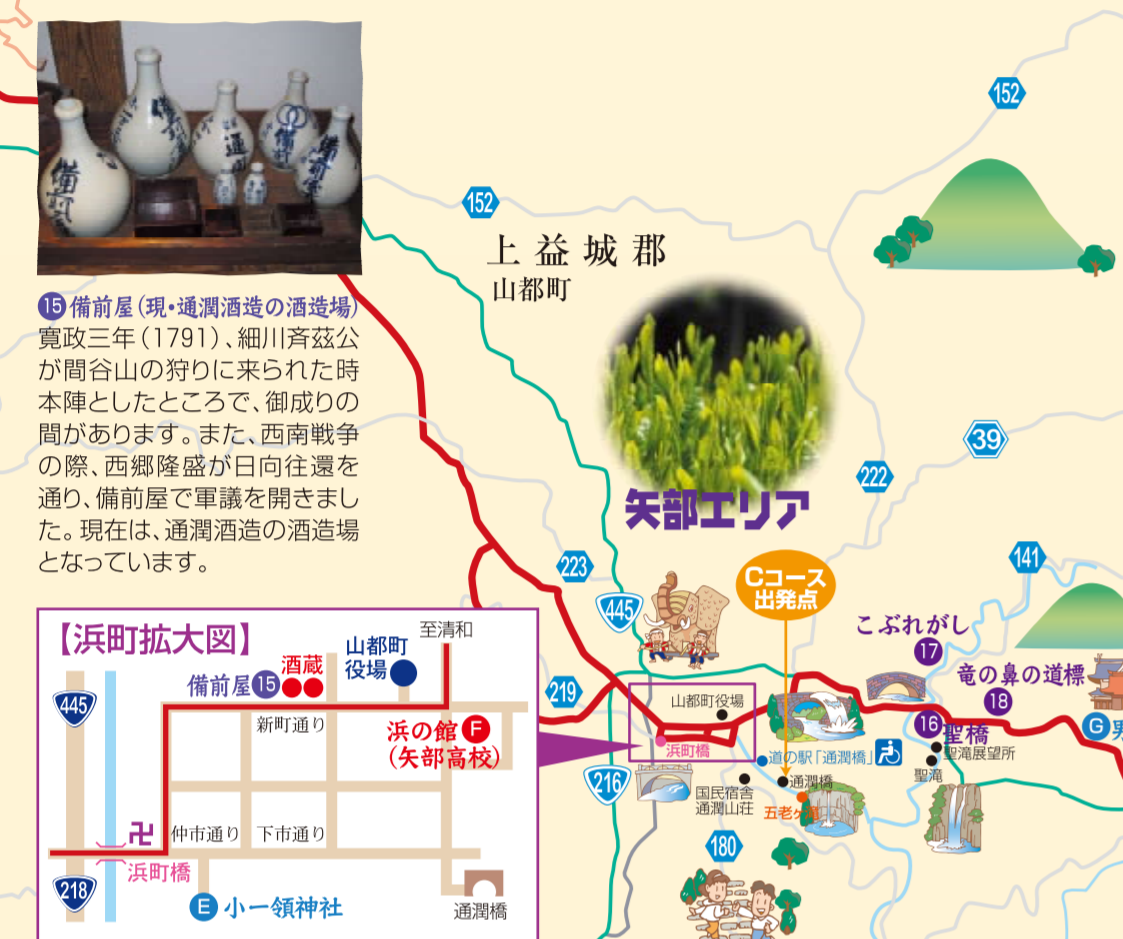 152
152
上益城郡
山都町
15 備前屋(現・通潤酒造の酒造場)
寛政三年(1791)、細川斉茲公
が間谷山の狩りに来られた時
本陣としたところで、御成りの
間があります。また、西南戦争
の際、西郷隆盛が日向往還を
通り、備前屋で軍議を開きまし
た。現在は、通潤酒造の酒造場
となっています。
39
222
矢部エリア
141
223
445
Cコース
出発点
こぶれがし
17
竜の鼻の道標
18
219
山都町役場
浜町橋
16
聖橋
聖滝展望所
聖滝
G 男
道の駅「通潤橋」
通潤橋
国民宿舎
通潤山荘
五老ヶ滝
216
180
【浜町拡大図】
至清和
山都町
役場
酒蔵
備前屋 15
445
新町通り
浜の館 F
(矢部高校)
卍
仲市通り
下市通り
浜町橋
218
E 小一領神社
通潤橋